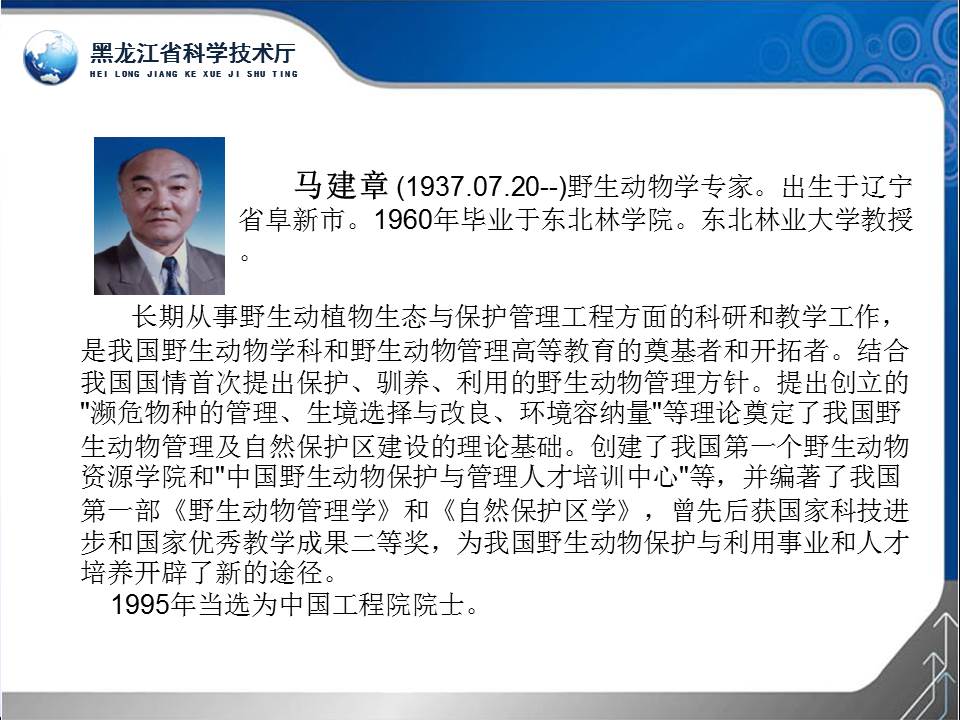 黑龙江省科学技术厅
HEI LONG JIANG KE XUE JI SHU TING
马建章 (1937.07.20--)野生动物学专家。出生于辽宁
省阜新市。1960年毕业于东北林学院。东北林业大学教授
。
长期从事野生动植物生态与保护管理工程方面的科研和教学工作，
是我国野生动物学科和野生动物管理高等教育的奠基者和开拓者。结合
我国国情首次提出保护、驯养、利用的野生动物管理方针。提出创立的
"濒危物种的管理、生境选择与改良、环境容纳量"等理论奠定了我国野
生动物管理及自然保护区建设的理论基础。创建了我国第一个野生动物
资源学院和"中国野生动物保护与管理人才培训中心"等，并编著了我国
第一部《野生动物管理学》和《自然保护区学》，曾先后获国家科技进
步和国家优秀教学成果二等奖，为我国野生动物保护与利用事业和人才
培养开辟了新的途径。
1995年当选为中国工程院院士。